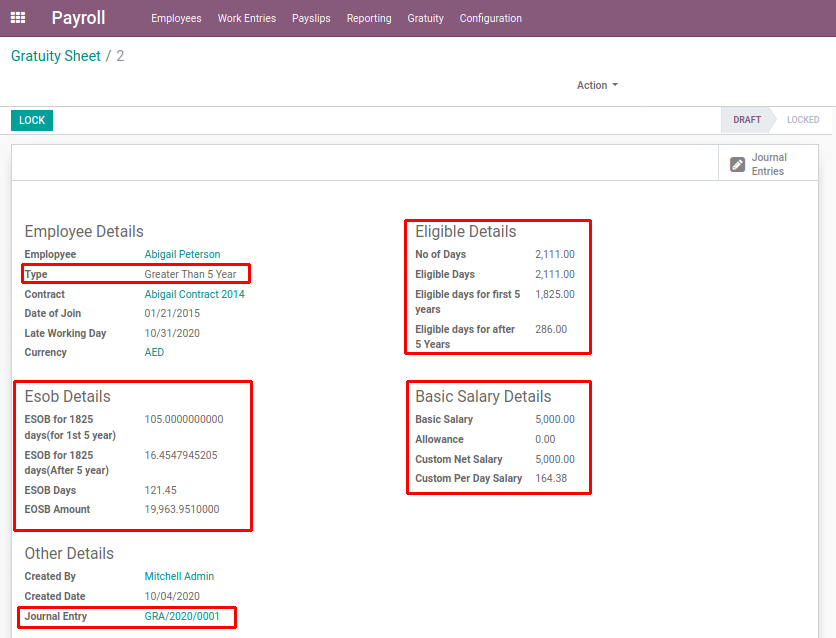 Payroll Employees Work Entries Payslips Reporting Gratuity Configuration
Gratuity Sheet / 2
Action
LOCK DRAFT LOCKED
Journal
Entries
Employee Details
Emplopyee Abigail Peterson
Type Greater Than 5 Year
Contract Abigail Contract 2014
Date of Join 01/21/2015
Late Working Day 10/31/2020
Currency AED
Eligible Details
No of Days 2,111.00
Eligible Days 2,111.00
Eligible days for first 5 1,825.00
years
Eligible days for after 286.00
5 Years
Esob Details
ESOB for 1825 105.0000000000
days(for 1st 5 year)
ESOB for 1825 16.4547945205
days(After 5 year)
ESOB Days 121.45
EOSB Amount 19,963.9510000
Basic Salary Details
Basic Salary 5,000.00
Allowance 0.00
Custom Net Salary 5,000.00
Custom Per Day Salary 164.38
Other Details
Created By Mitchell Admin
Created Date 10/04/2020
Journal Entry GRA/2020/0001